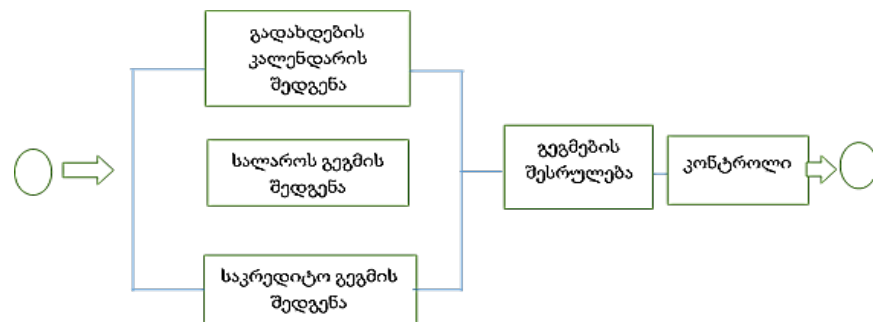 გადახდების
კალენდარის
შედგენა
სალაროს გეგმის
შედგენა
საკრედიტო გეგმის
შედგენა
გეგმების
შესრულება
კონტროლი